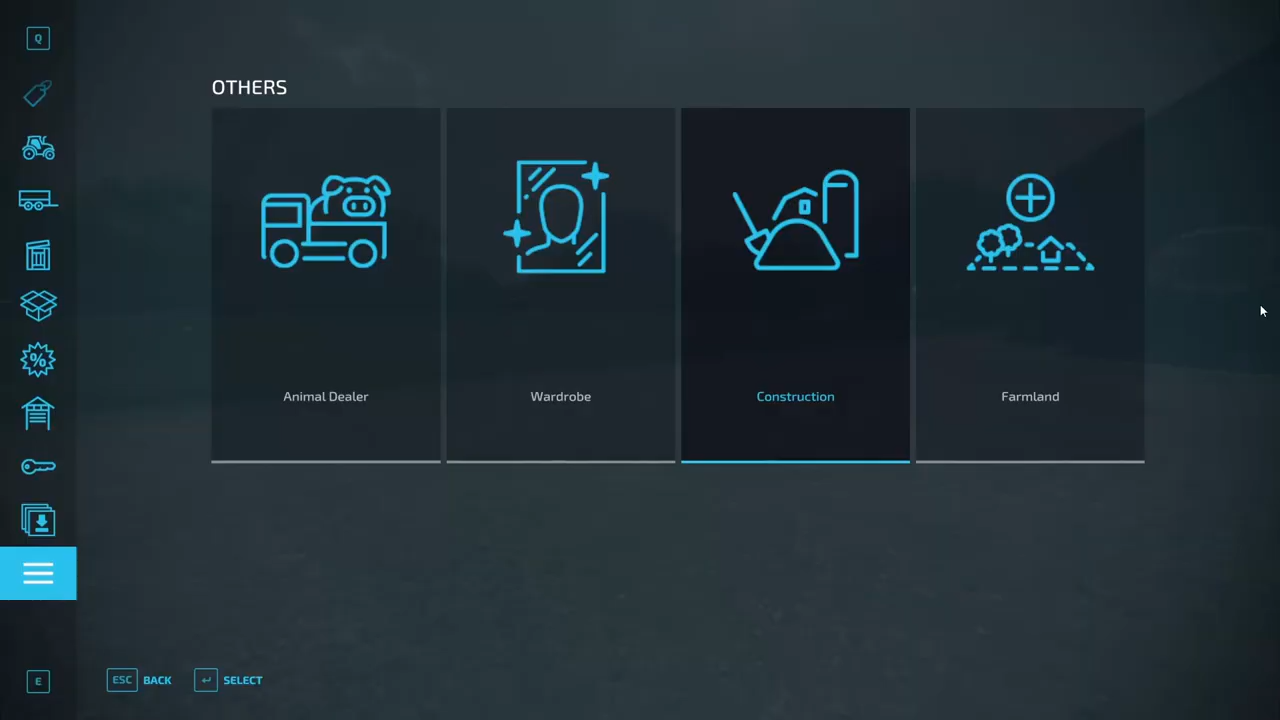 Q
OTHERS
%
Animal Dealer
Wardrobe
Construction
Farmland
E
ESC BACK
↵ SELECT